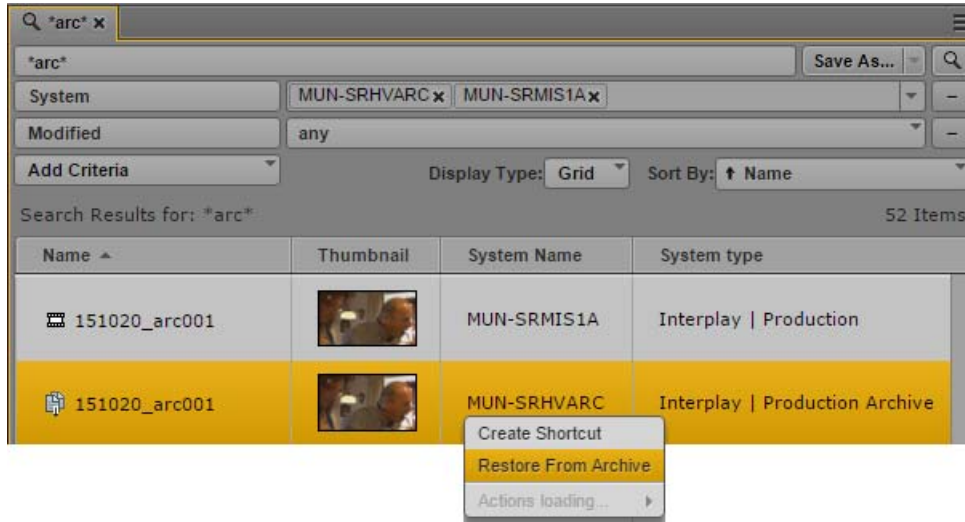 *arc* x
*arc* Save As...
System MUN-SRHVARC x MUN-SRMIS1A x
Modified any
Add Criteria Display Type: Grid Sort By: Name
Search Results for: *arc* 52 Items
Name Thumbnail System Name System type
151020_arc001 MUN-SRMIS1A Interplay | Production
151020_arc001 MUN-SRHVARC Interplay | Production Archive
Create Shortcut
Restore From Archive
Actions loading...